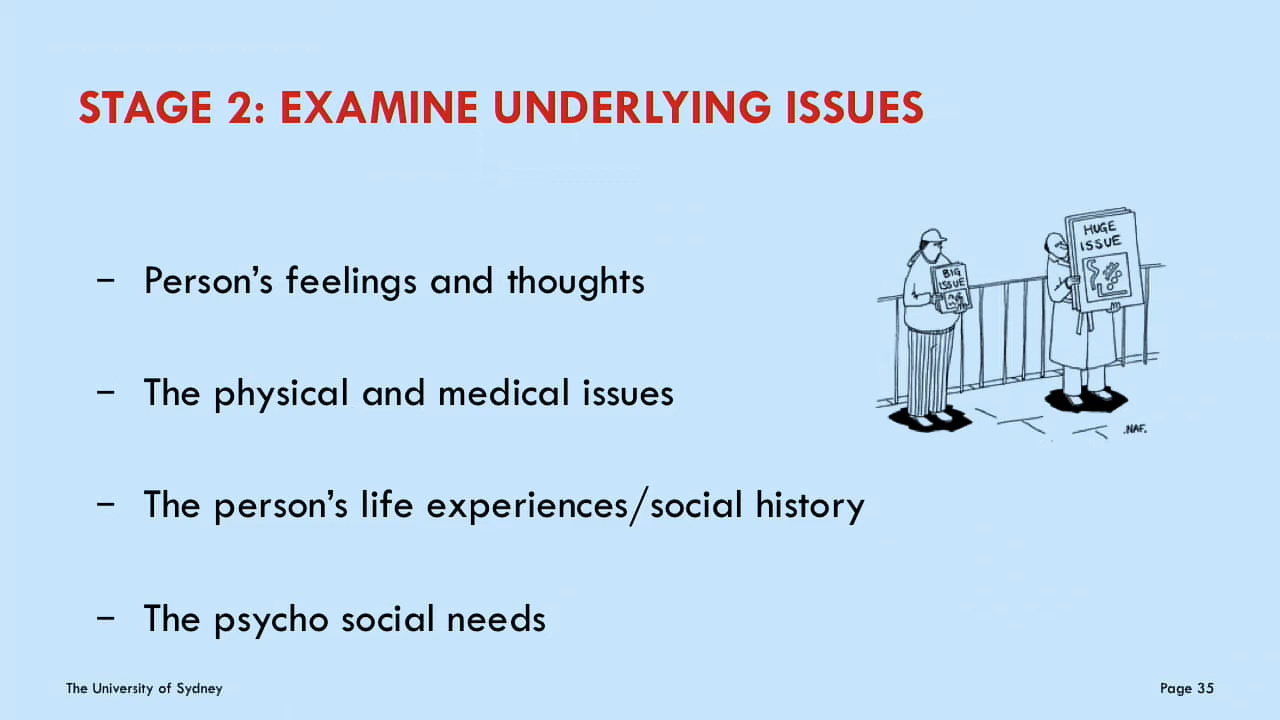 STAGE 2: EXAMINE UNDERLYING ISSUES
– Person's feelings and thoughts
– The physical and medical issues
– The person's life experiences/social history
– The psycho social needs
BIG
ISSUE
HUGE
ISSUE
.NAF.
The University of Sydney
Page 35